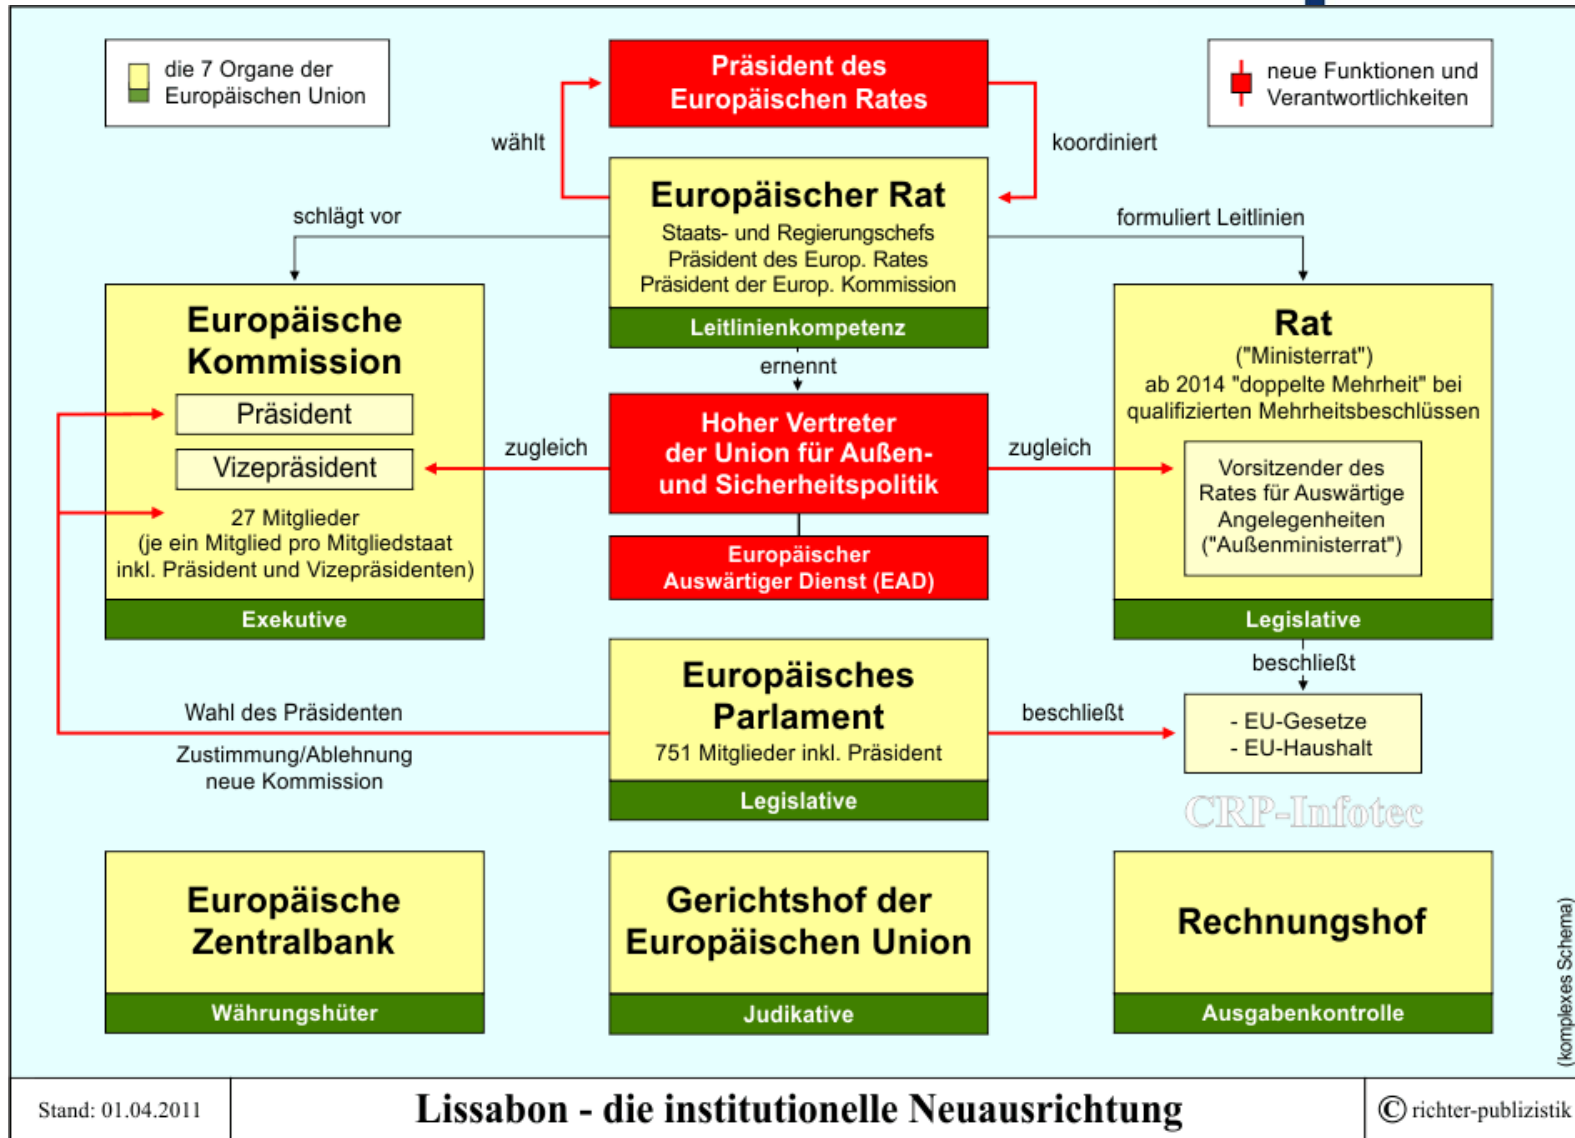 die 7 Organe der
Europäischen Union
Präsident des
Europäischen Rates
neue Funktionen und
Verantwortlichkeiten
wählt
koordiniert
Europäischer Rat
Staats- und Regierungschefs
Präsident des Europ. Rates
Präsident der Europ. Kommission
Leitlinienkompetenz
schlägt vor
formuliert Leitlinien
Europäische
Kommission
Präsident
Vizepräsident
27 Mitglieder
(je ein Mitglied pro Mitgliedstaat
inkl. Präsident und Vizepräsidenten)
Exekutive
ernennt
Hoher Vertreter
der Union für Außen-
und Sicherheitspolitik
zugleich
zugleich
Europäischer
Auswärtiger Dienst (EAD)
Rat
("Ministerrat")
ab 2014 "doppelte Mehrheit" bei
qualifizierten Mehrheitsbeschlüssen
Vorsitzender des
Rates für Auswärtige
Angelegenheiten
("Außenministerrat")
Legislative
beschließt
Europäisches
Parlament
751 Mitglieder inkl. Präsident
Legislative
Wahl des Präsidenten
Zustimmung/Ablehnung
neue Kommission
beschließt
- EU-Gesetze
- EU-Haushalt
CRP-Infotec
Europäische
Zentralbank
Währungshüter
Gerichtshof der
Europäischen Union
Judikative
Rechnungshof
Ausgabenkontrolle
(komplexes Schema)
Stand: 01.04.2011
Lissabon - die institutionelle Neuausrichtung
© richter-publizistik